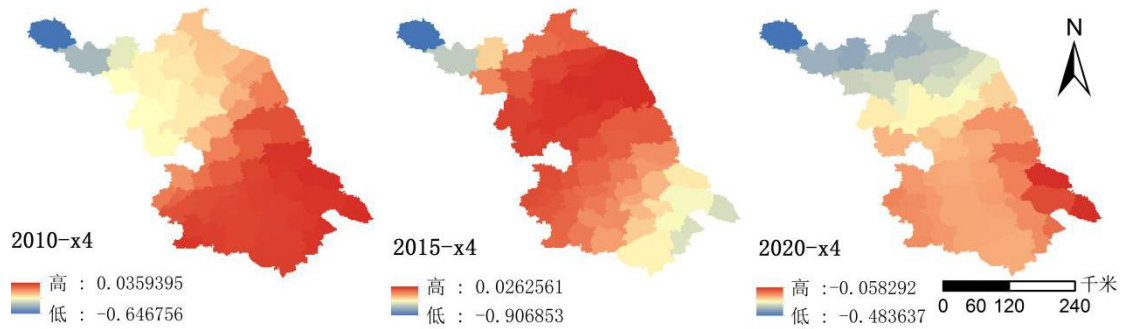 N
2010-x4
高 : 0.0359395
低 : -0.646756
2015-x4
高 : 0.0262561
低 : -0.906853
2020-x4
高 :-0.058292
低 : -0.483637
千米
0 60 120 240